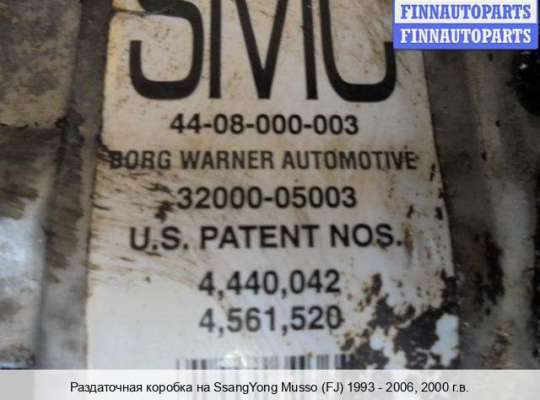 FINNAUTOPARTS
FINNAUTOPARTS
SMC
44-08-000-003
BORG WARNER AUTOMOTIVE
32000-05003
U.S. PATENT NOS.
4,440,042
4,561,520
Раздаточная коробка на SsangYong Musso (FJ) 1993 - 2006, 2000 г.в.